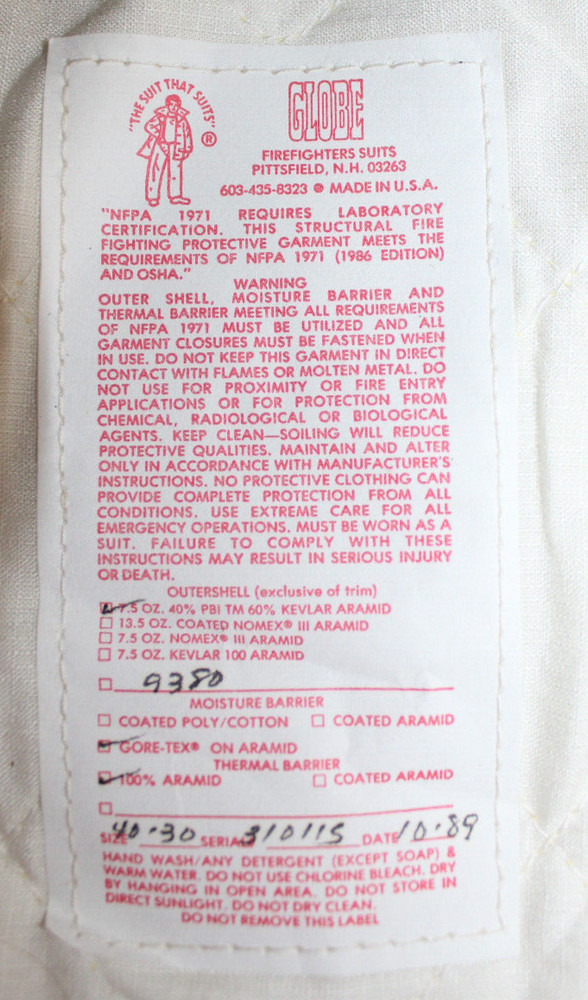 "THE SUIT THAT SUITS"®
GLOBE
FIREFIGHTERS SUITS
PITTSFIELD, N.H. 03263
603-435-8323 ® MADE IN U.S.A.
"NFPA 1971 REQUIRES LABORATORY
CERTIFICATION. THIS STRUCTURAL FIRE
FIGHTING PROTECTIVE GARMENT MEETS THE
REQUIREMENTS OF NFPA 1971 (1986 EDITION)
AND OSHA."
WARNING
OUTER SHELL, MOISTURE BARRIER AND
THERMAL BARRIER MEETING ALL REQUIREMENTS
OF NFPA 1971 MUST BE UTILIZED AND ALL
GARMENT CLOSURES MUST BE FASTENED WHEN
IN USE. DO NOT KEEP THIS GARMENT IN DIRECT
CONTACT WITH FLAMES OR MOLTEN METAL. DO
NOT USE FOR PROXIMITY OR FIRE ENTRY
APPLICATIONS OR FOR PROTECTION FROM
CHEMICAL, RADIOLOGICAL OR BIOLOGICAL
AGENTS. KEEP CLEAN—SOILING WILL REDUCE
PROTECTIVE QUALITIES. MAINTAIN AND ALTER
ONLY IN ACCORDANCE WITH MANUFACTURER'S
INSTRUCTIONS. NO PROTECTIVE CLOTHING CAN
PROVIDE COMPLETE PROTECTION FROM ALL
CONDITIONS. USE EXTREME CARE FOR ALL
EMERGENCY OPERATIONS. MUST BE WORN AS A
SUIT. FAILURE TO COMPLY WITH THESE
INSTRUCTIONS MAY RESULT IN SERIOUS INJURY
OR DEATH.
OUTERSHELL (exclusive of trim)
7.5 OZ. 40% PBI TM 60% KEVLAR ARAMID
13.5 OZ. COATED NOMEX® III ARAMID
7.5 OZ. NOMEX® III ARAMID
7.5 OZ. KEVLAR 100 ARAMID
9380
MOISTURE BARRIER
COATED POLY/COTTON COATED ARAMID
GORE-TEX® ON ARAMID
THERMAL BARRIER
100% ARAMID COATED ARAMID
SIZE 40·30 SERIAL 310115 DATE 10·89
HAND WASH/ANY DETERGENT (EXCEPT SOAP) &
WARM WATER. DO NOT USE CHLORINE BLEACH. DRY
BY HANGING IN OPEN AREA. DO NOT STORE IN
DIRECT SUNLIGHT. DO NOT DRY CLEAN.
DO NOT REMOVE THIS LABEL